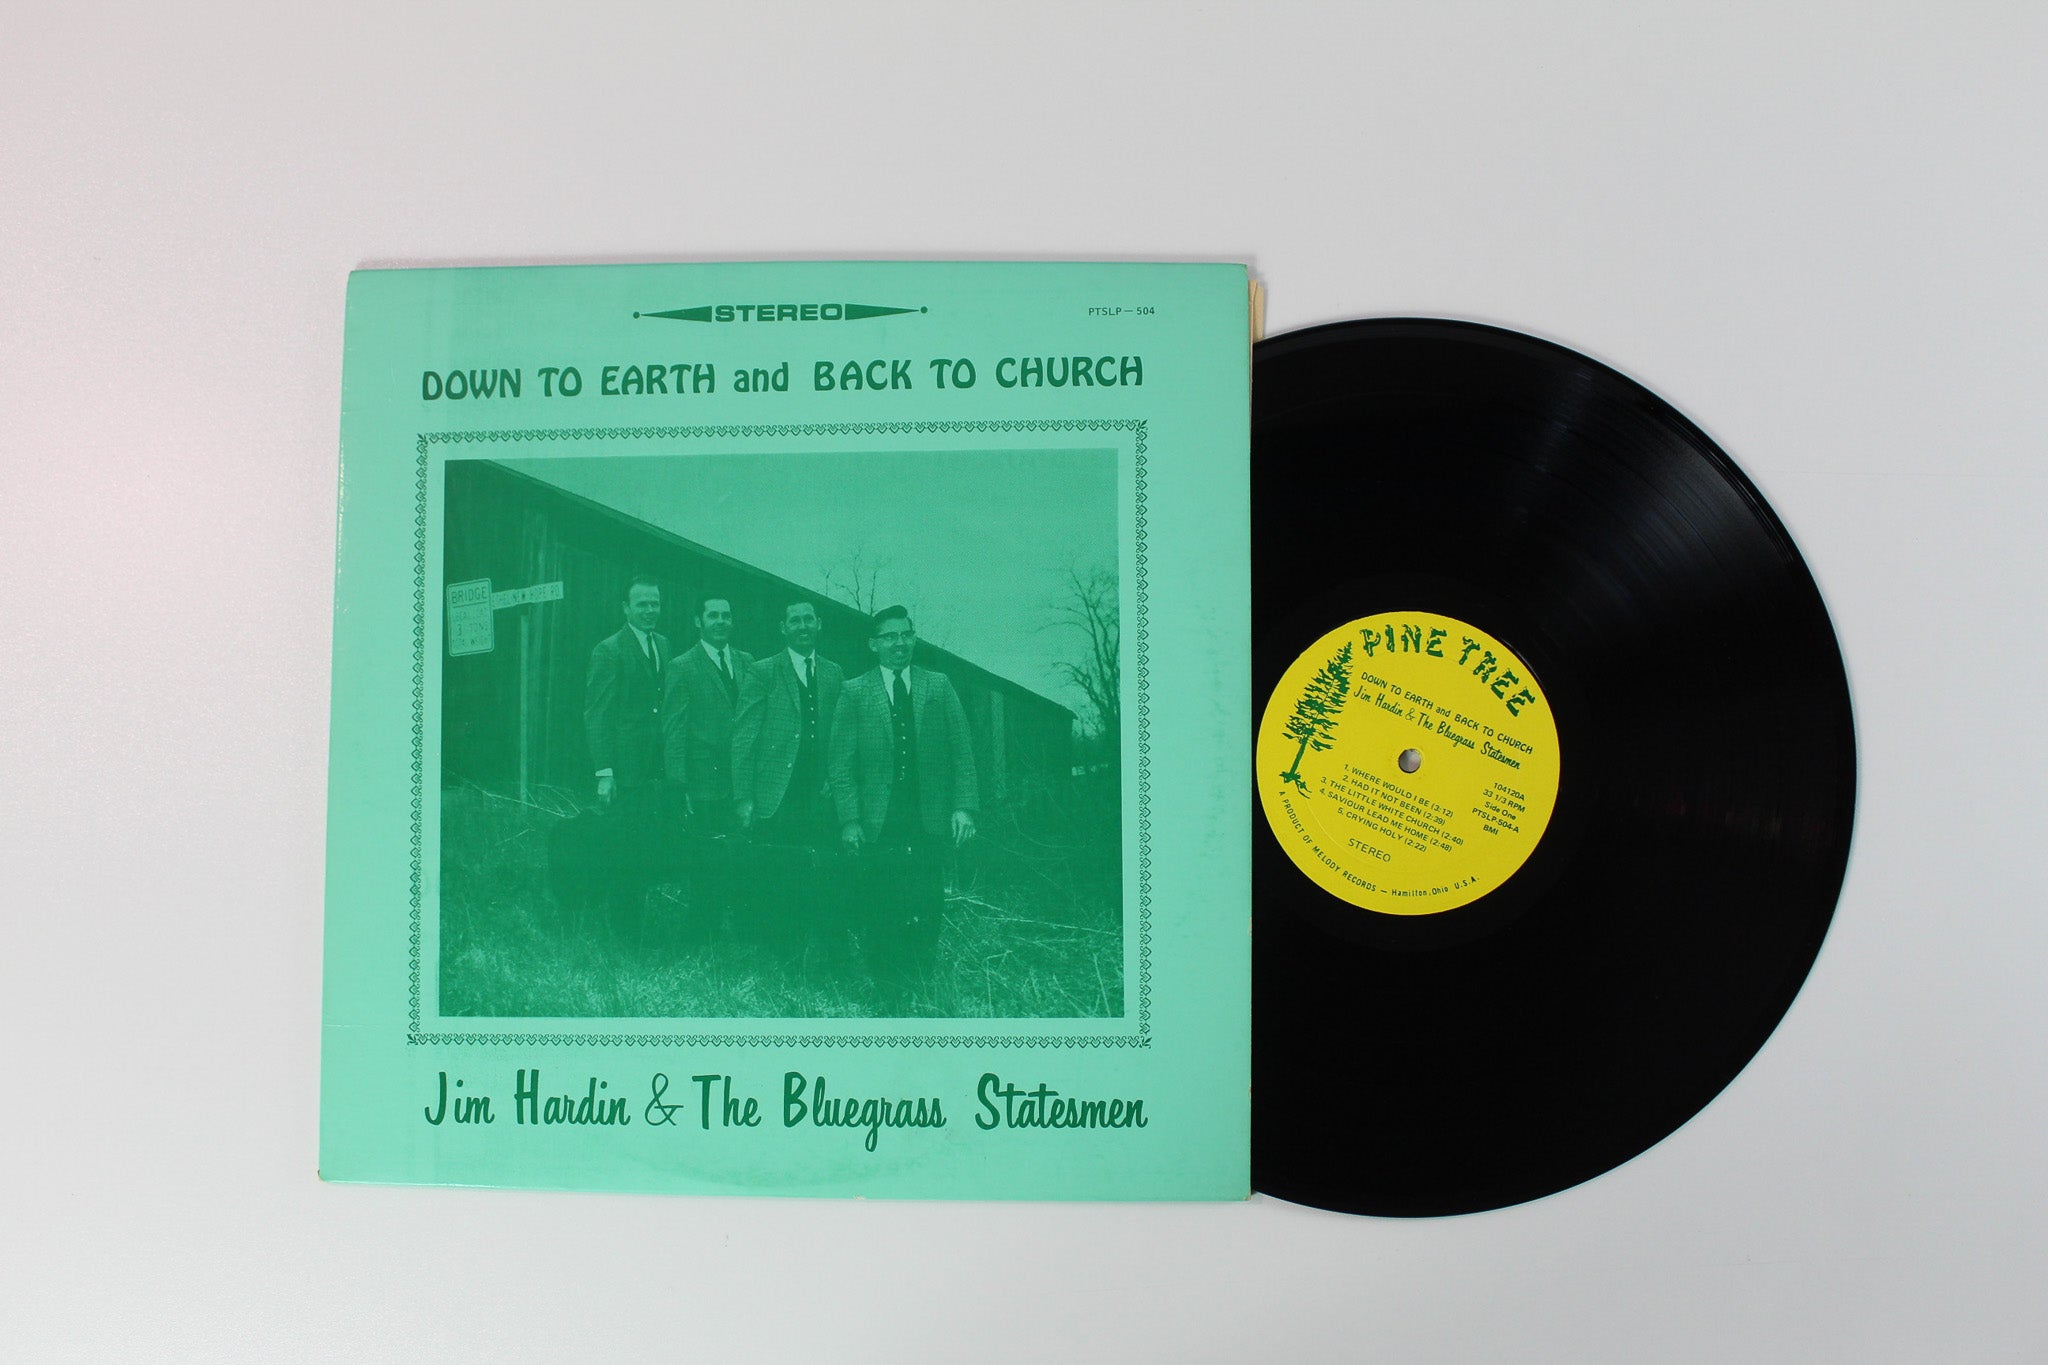 STEREO
PTSLP — 504
DOWN TO EARTH and BACK TO CHURCH
BRIDGE
NEW HOPE RD
Jim Hardin & The Bluegrass Statesmen
PINE TREE
DOWN TO EARTH and BACK TO CHURCH
Jim Hardin & The Bluegrass Statesmen
1. WHERE WOULD I BE (3:12)
2. HAD IT NOT BEEN (2:39)
3. THE LITTLE WHITE CHURCH (2:40)
4. SAVIOUR LEAD ME HOME (2:48)
5. CRYING HOLY (2:22)
104120A
33 1/3 RPM
Side One
PTSLP-504-A
BMI
STEREO
A PRODUCT OF MELODY RECORDS — Hamilton, Ohio U.S.A.